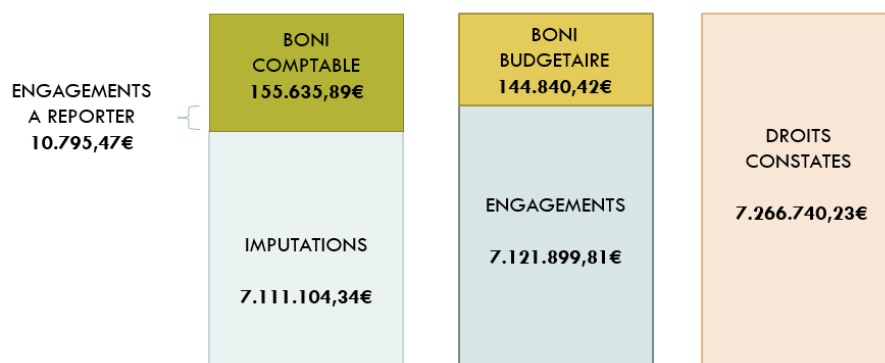 ENGAGEMENTS
A REPORTER
10.795,47€
BONI
COMPTABLE
155.635,89€
IMPUTATIONS
7.111.104,34€
BONI
BUDGETAIRE
144.840,42€
ENGAGEMENTS
7.121.899,81€
DROITS
CONSTATES
7.266.740,23€